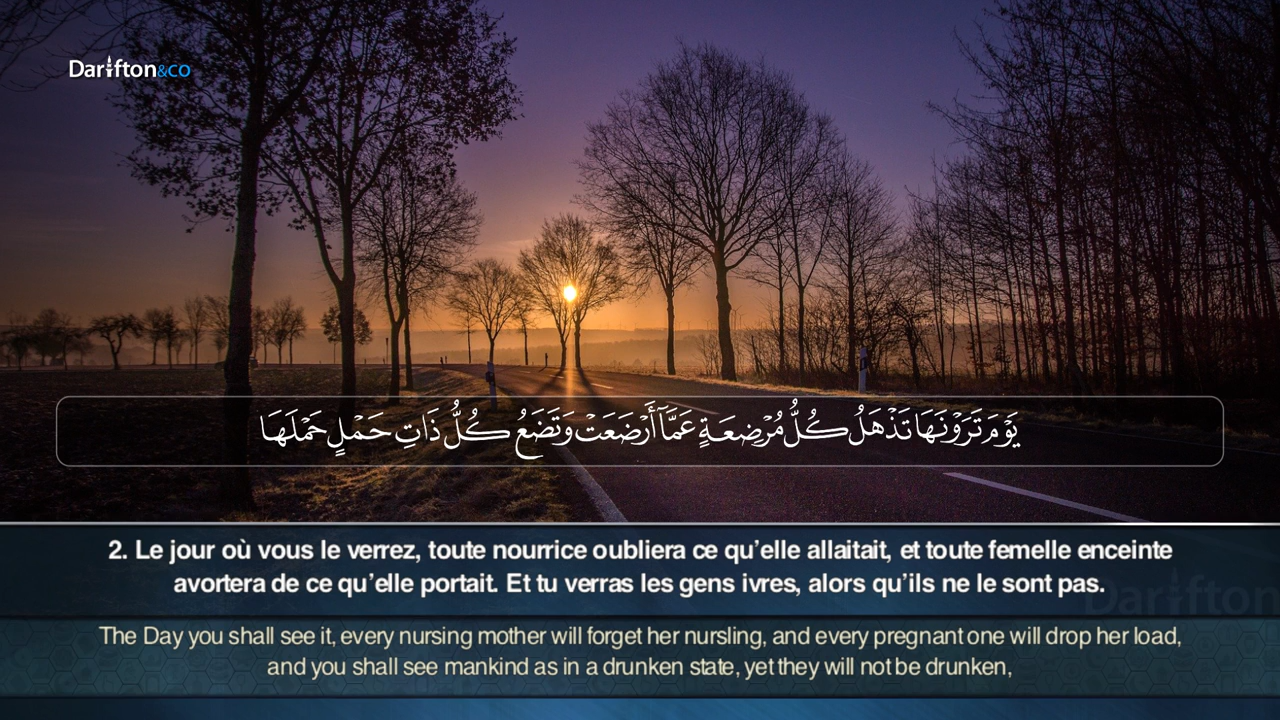 Darifton&co
يَوْمَ تَرَوْنَهَا تَذْهَلُ كُلُّ مُرْضِعَةٍ عَمَّآ أَرْضَعَتْ وَتَضَعُ كُلُّ ذَاتِ حَمْلٍ حَمْلَهَا
2. Le jour où vous le verrez, toute nourrice oubliera ce qu’elle allaitait, et toute femelle enceinte
avortera de ce qu’elle portait. Et tu verras les gens ivres, alors qu’ils ne le sont pas.
Darifton
The Day you shall see it, every nursing mother will forget her nursling, and every pregnant one will drop her load,
and you shall see mankind as in a drunken state, yet they will not be drunken,